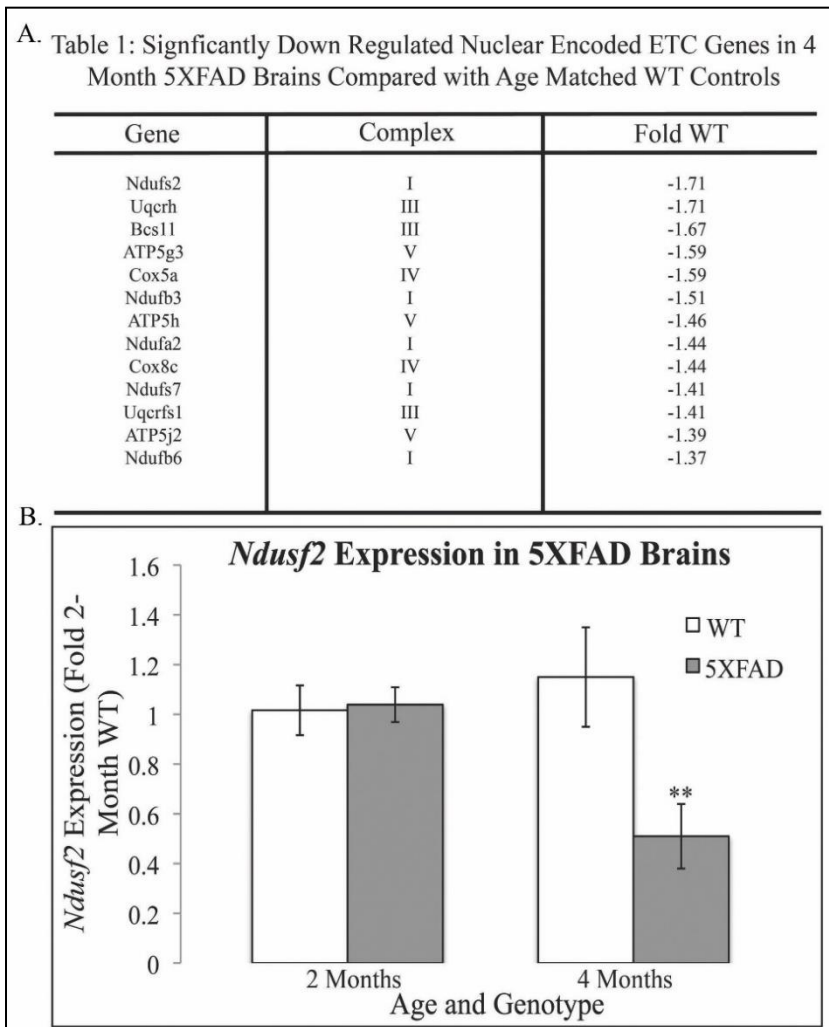 A. Table 1: Signficantly Down Regulated Nuclear Encoded ETC Genes in 4
Month 5XFAD Brains Compared with Age Matched WT Controls
Gene Complex Fold WT
Ndufs2 I -1.71
Uqcrh III -1.71
Bcs11 III -1.67
ATP5g3 V -1.59
Cox5a IV -1.59
Ndufb3 I -1.51
ATP5h V -1.46
Ndufa2 I -1.44
Cox8c IV -1.44
Ndufs7 I -1.41
Uqcrfs1 III -1.41
ATP5j2 V -1.39
Ndufb6 I -1.37
B.
Ndusf2 Expression in 5XFAD Brains
Ndusf2 Expression (Fold 2-
Month WT)
1.6
1.4
1.2
1
0.8
0.6
0.4
0.2
0
WT
5XFAD
**
2 Months 4 Months
Age and Genotype